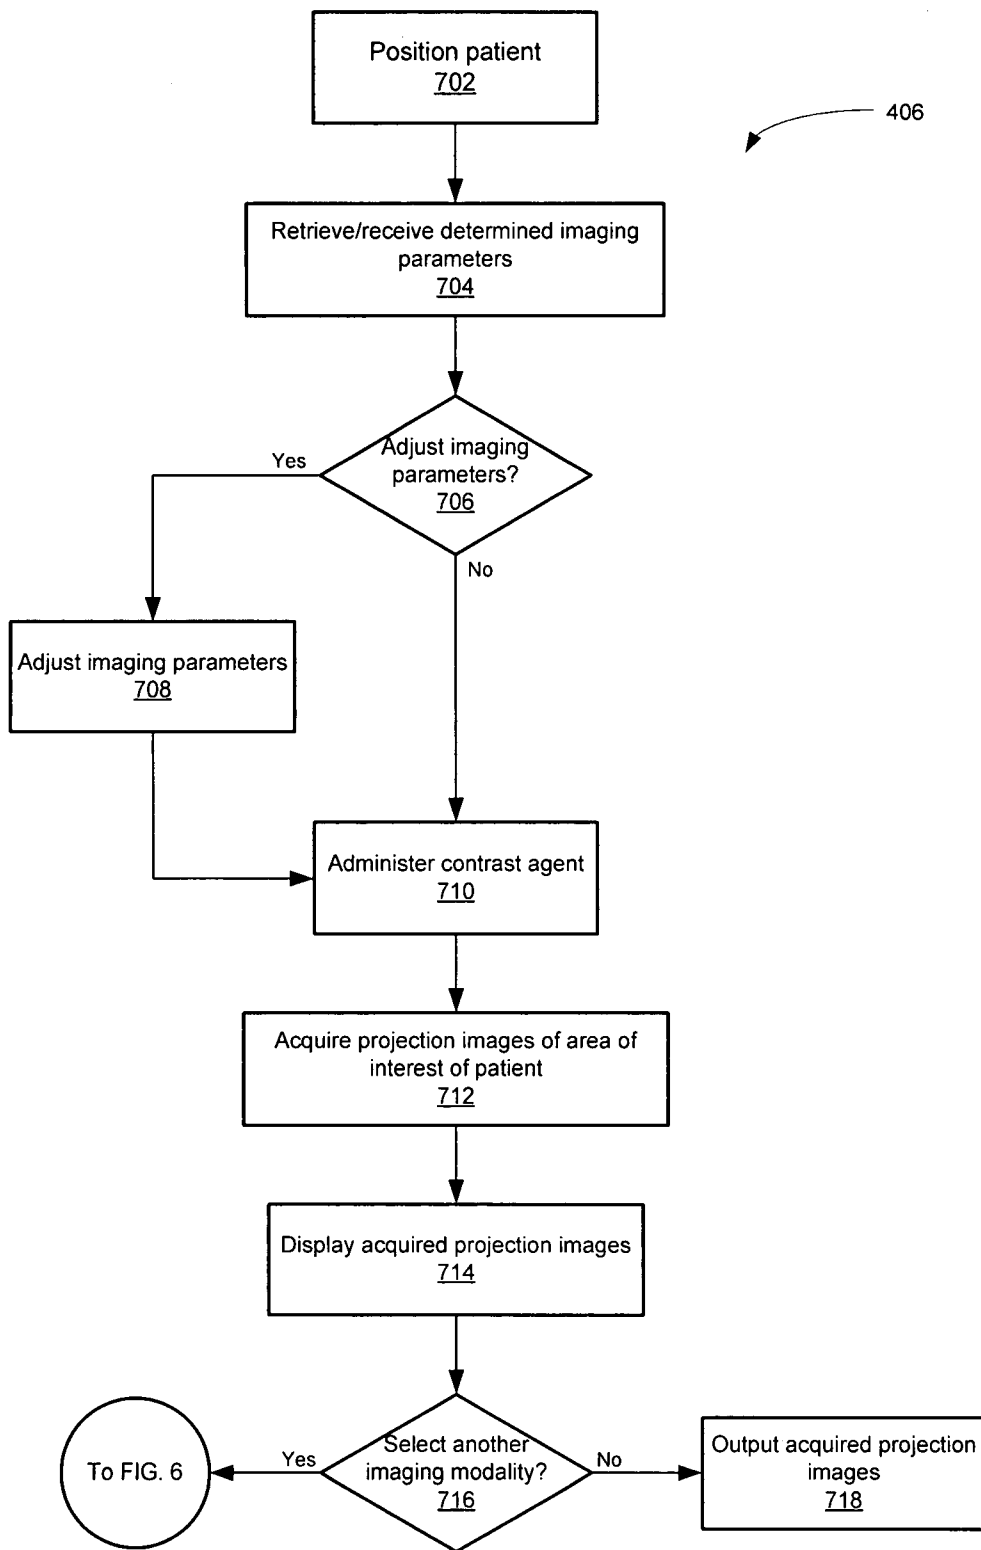 Position patient
702
406
Retrieve/receive determined imaging
parameters
704
Adjust imaging
parameters?
706
Yes
No
Adjust imaging parameters
708
Administer contrast agent
710
Acquire projection images of area of
interest of patient
712
Display acquired projection images
714
Select another
imaging modality?
716
Yes
No
To FIG. 6
Output acquired projection
images
718